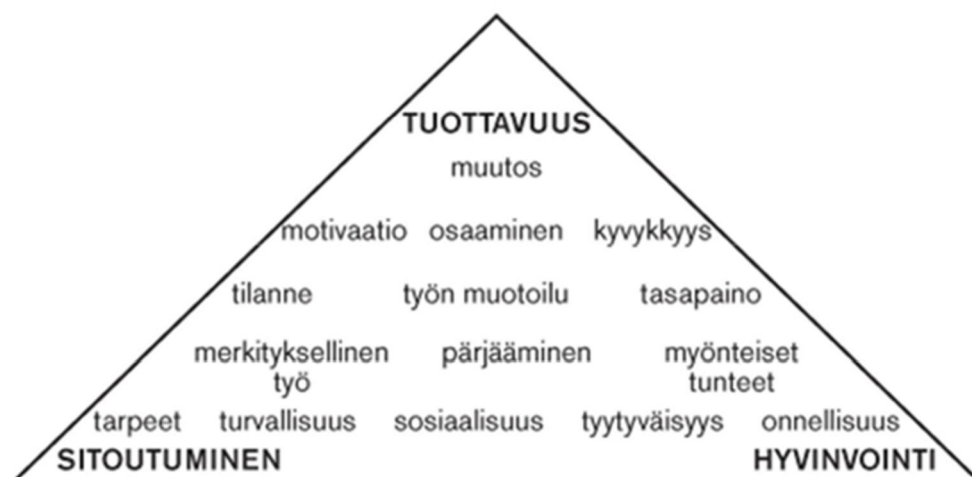 TUOTTAVUUS
muutos
motivaatio osaaminen kyvykkyys
tilanne työn muotoilu tasapaino
merkityksellinen pärjääminen myönteiset
työ tunteet
tarpeet turvallisuus sosiaalisuus tyytyväisyys onnellisuus
SITOUTUMINEN HYVINVOINTI